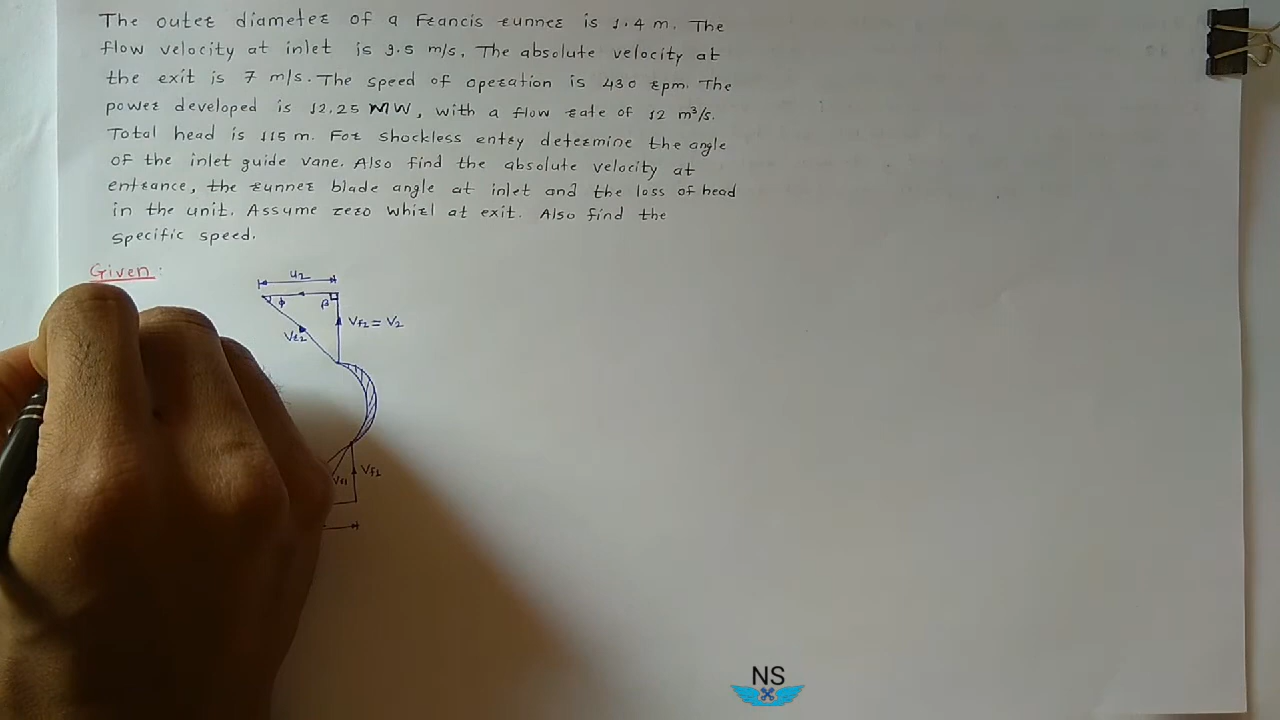 The outer diameter of a Francis runner is 1.4 m. The
flow velocity at inlet is 9.5 m/s. The absolute velocity at
the exit is 7 m/s. The speed of operation is 430 rpm. The
power developed is 12.25 MW, with a flow rate of 12 m³/s.
Total head is 115 m. For shockless entry determine the angle
of the inlet guide vane. Also find the absolute velocity at
entrance, the runner blade angle at inlet and the loss of head
in the unit. Assume zero whirl at exit. Also find the
specific speed.
Given:
u2
ϕ β
Vf2 = V2
Vr2
Vf1
Vr1
NS